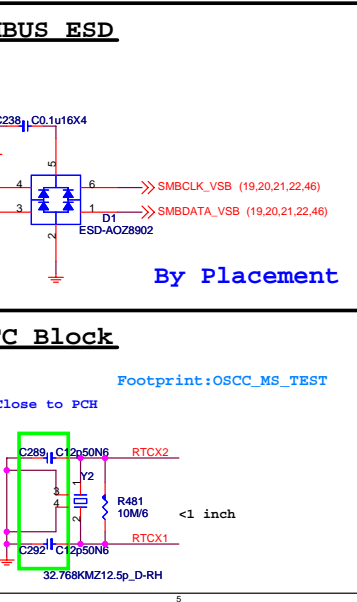 MBUS ESD
C238 C0.1u16X4
5
4
6
SMBCLK_VSB (19,20,21,22,46)
3
1
SMBDATA_VSB (19,20,21,22,46)
D1
ESD-AOZ8902
2
By Placement
TC Block
Footprint:OSCC_MS_TEST
Close to PCH
C289 C12p50N6
RTCX2
Y2
1
3
4
2
R481
10M/6
<1 inch
RTCX1
C292 C12p50N6
32.768KMZ12.5p_D-RH
5